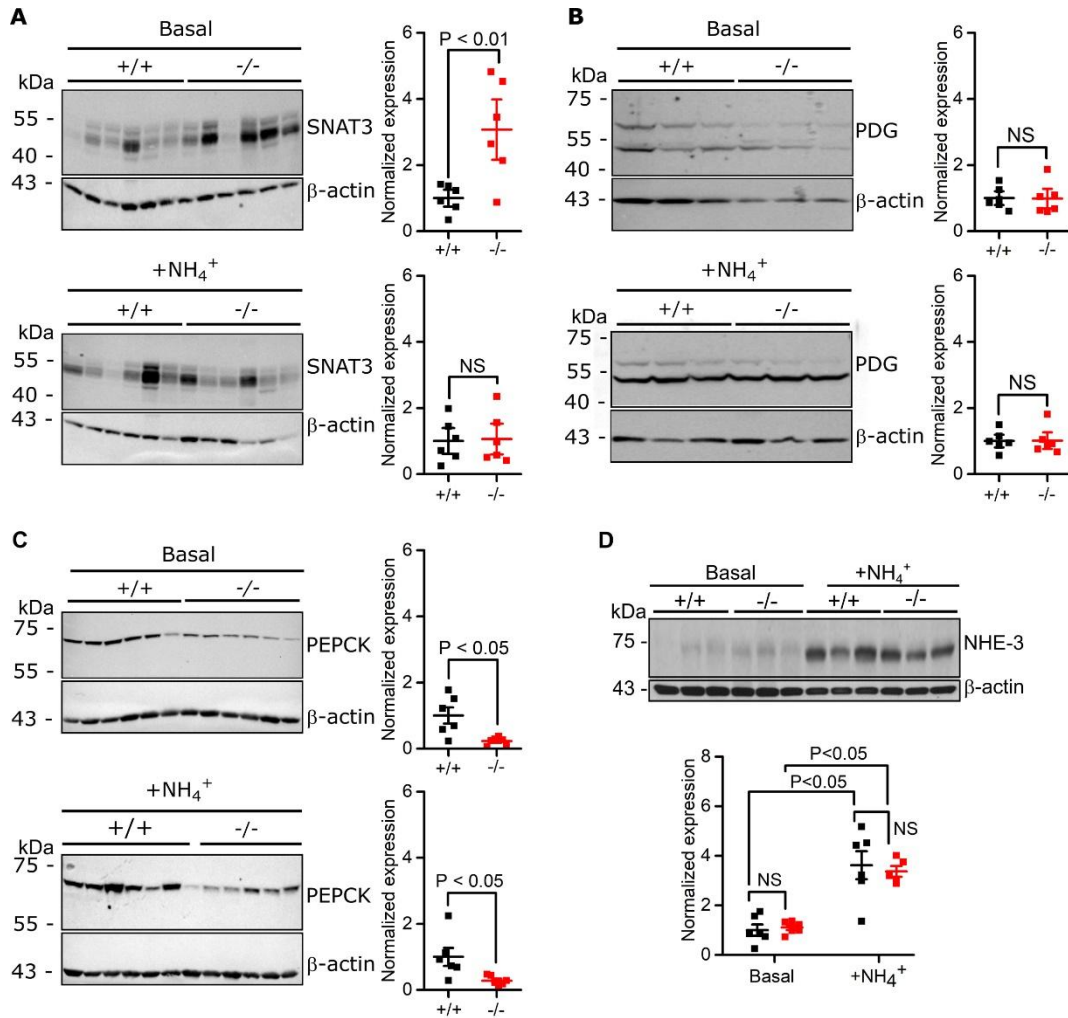 A
Basal
+/+ -/-
kDa
55 -
40 -
43 -
SNAT3
β-actin
Normalized expression
6
4
2
0
P < 0.01
+/+ -/-
+NH₄⁺
+/+ -/-
kDa
55 -
40 -
43 -
SNAT3
β-actin
Normalized expression
6
4
2
0
NS
+/+ -/-
B
Basal
+/+ -/-
kDa
75 -
55 -
40 -
43 -
PDG
β-actin
Normalized expression
6
4
2
0
NS
+/+ -/-
+NH₄⁺
+/+ -/-
kDa
75 -
55 -
40 -
43 -
PDG
β-actin
Normalized expression
6
4
2
0
NS
+/+ -/-
C
Basal
+/+ -/-
kDa
75 -
55 -
43 -
PEPCK
β-actin
Normalized expression
6
4
2
0
P < 0.05
+/+ -/-
+NH₄⁺
+/+ -/-
kDa
75 -
55 -
43 -
PEPCK
β-actin
Normalized expression
6
4
2
0
P < 0.05
+/+ -/-
D
Basal +NH₄⁺
+/+ -/- +/+ -/-
kDa
75 -
43 -
NHE-3
β-actin
Normalized expression
8
6
4
2
0
P<0.05
P<0.05
NS
NS
Basal +NH₄⁺